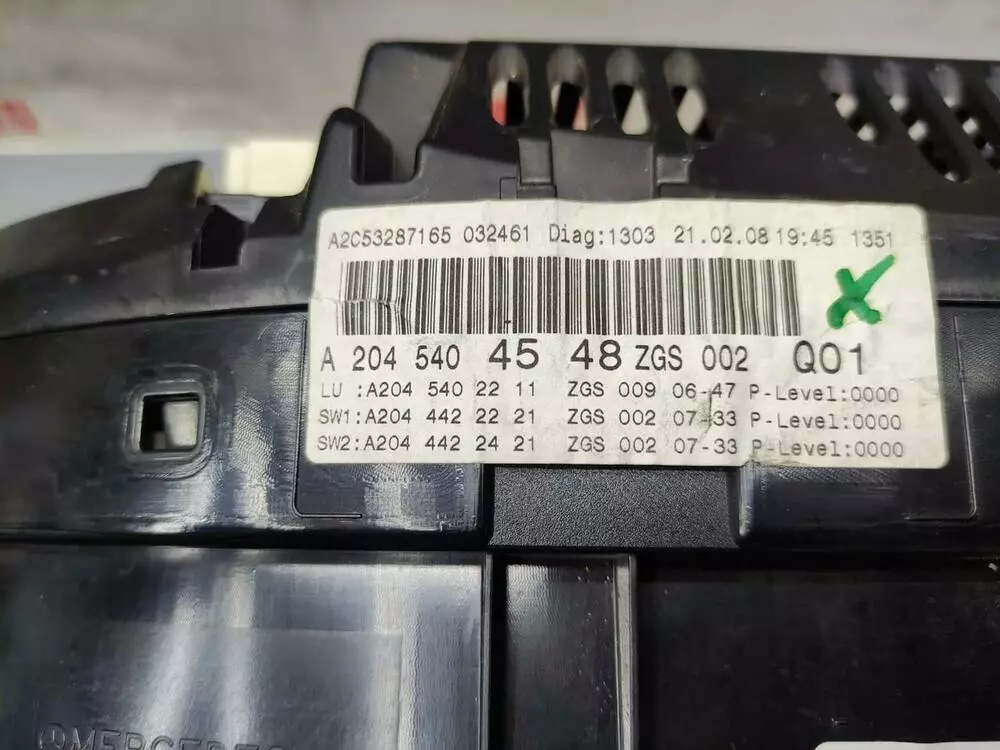 A2C53287165 032461 Diag:1303 21.02.08 19:45 1351
A 204 540 45 48 ZGS 002 Q01
LU :A204 540 22 11 ZGS 009 06-47 P-Level:0000
SW1:A204 442 22 21 ZGS 002 07-33 P-Level:0000
SW2:A204 442 24 21 ZGS 002 07-33 P-Level:0000